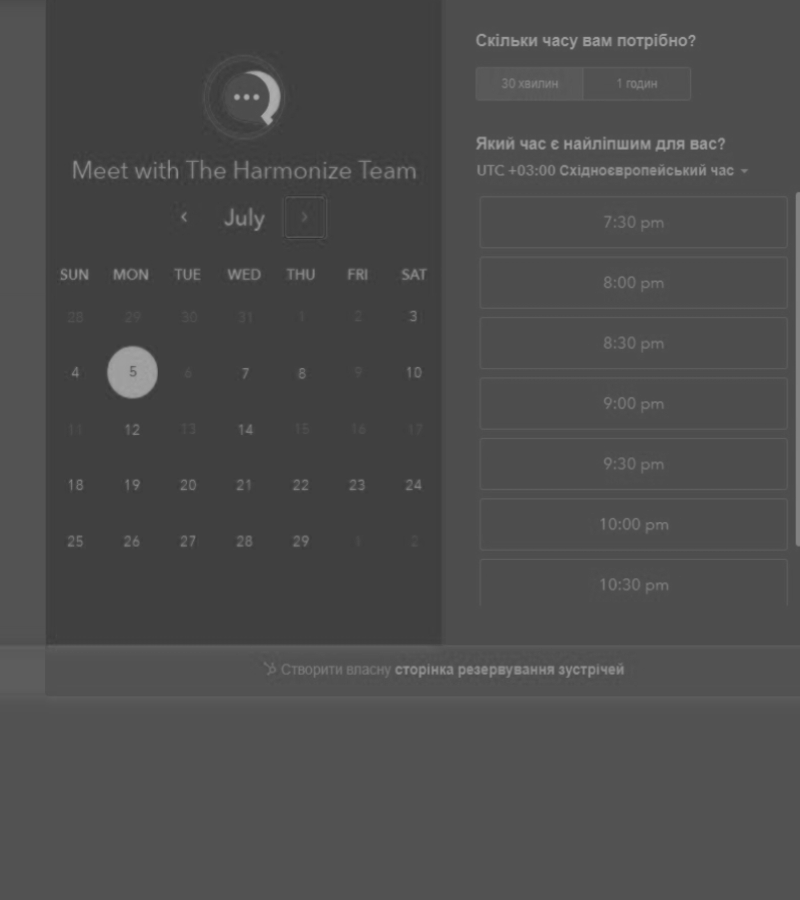 Meet with The Harmonize Team
July
SUN MON TUE WED THU FRI SAT
28 29 30 31 1 2 3
4 5 6 7 8 9 10
11 12 13 14 15 16 17
18 19 20 21 22 23 24
25 26 27 28 29 1 2
Скільки часу вам потрібно?
30 хвилин 1 годин
Який час є найліпшим для вас?
UTC +03:00 Східноєвропейський час
7:30 pm
8:00 pm
8:30 pm
9:00 pm
9:30 pm
10:00 pm
10:30 pm
Створити власну сторінка резервування зустрічей